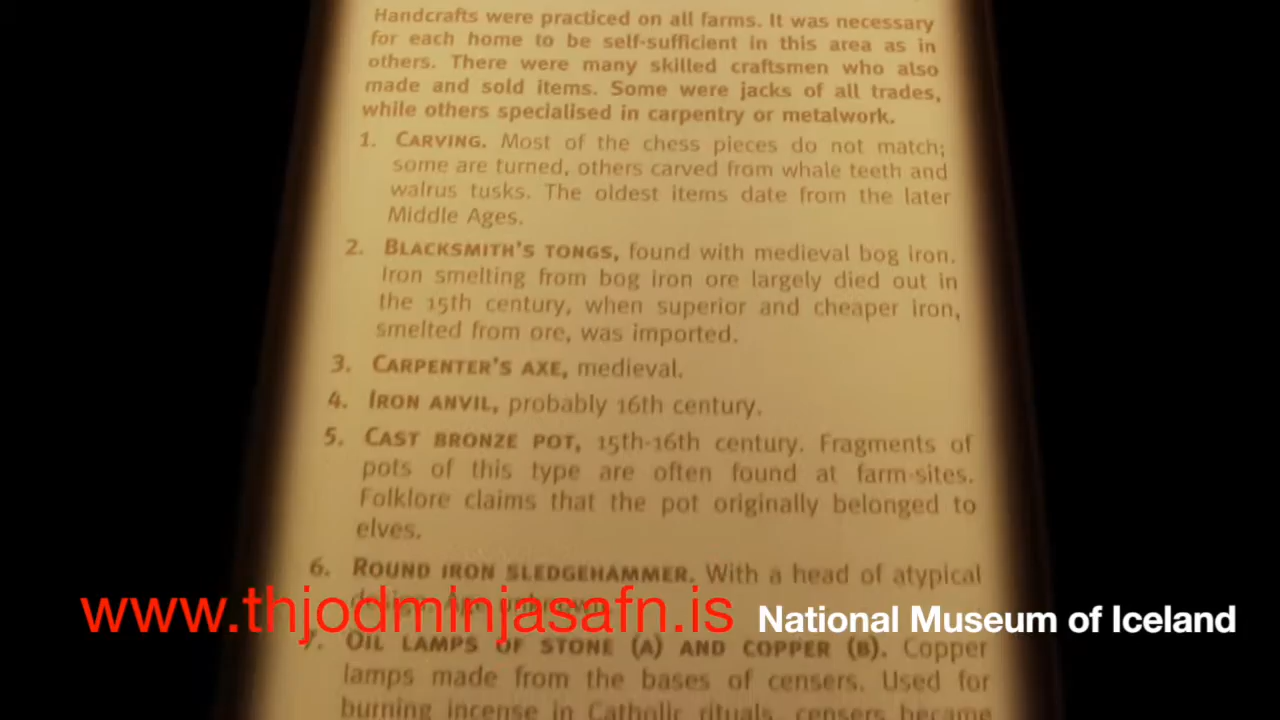 Handcrafts were practiced on all farms. It was necessary
for each home to be self-sufficient in this area as in
others. There were many skilled craftsmen who also
made and sold items. Some were jacks of all trades,
while others specialised in carpentry or metalwork.
1. CARVING. Most of the chess pieces do not match;
some are turned, others carved from whale teeth and
walrus tusks. The oldest items date from the later
Middle Ages.
2. BLACKSMITH'S TONGS, found with medieval bog iron.
Iron smelting from bog iron ore largely died out in
the 15th century, when superior and cheaper iron,
smelted from ore, was imported.
3. CARPENTER'S AXE, medieval.
4. IRON ANVIL, probably 16th century.
5. CAST BRONZE POT, 15th-16th century. Fragments of
pots of this type are often found at farm-sites.
Folklore claims that the pot originally belonged to
elves.
6. ROUND IRON SLEDGEHAMMER. With a head of atypical
design. Age unknown.
www.thjodminjasafn.is National Museum of Iceland
7. OIL LAMPS OF STONE (A) AND COPPER (B). Copper
lamps made from the bases of censers. Used for
burning incense in Catholic rituals, censers became